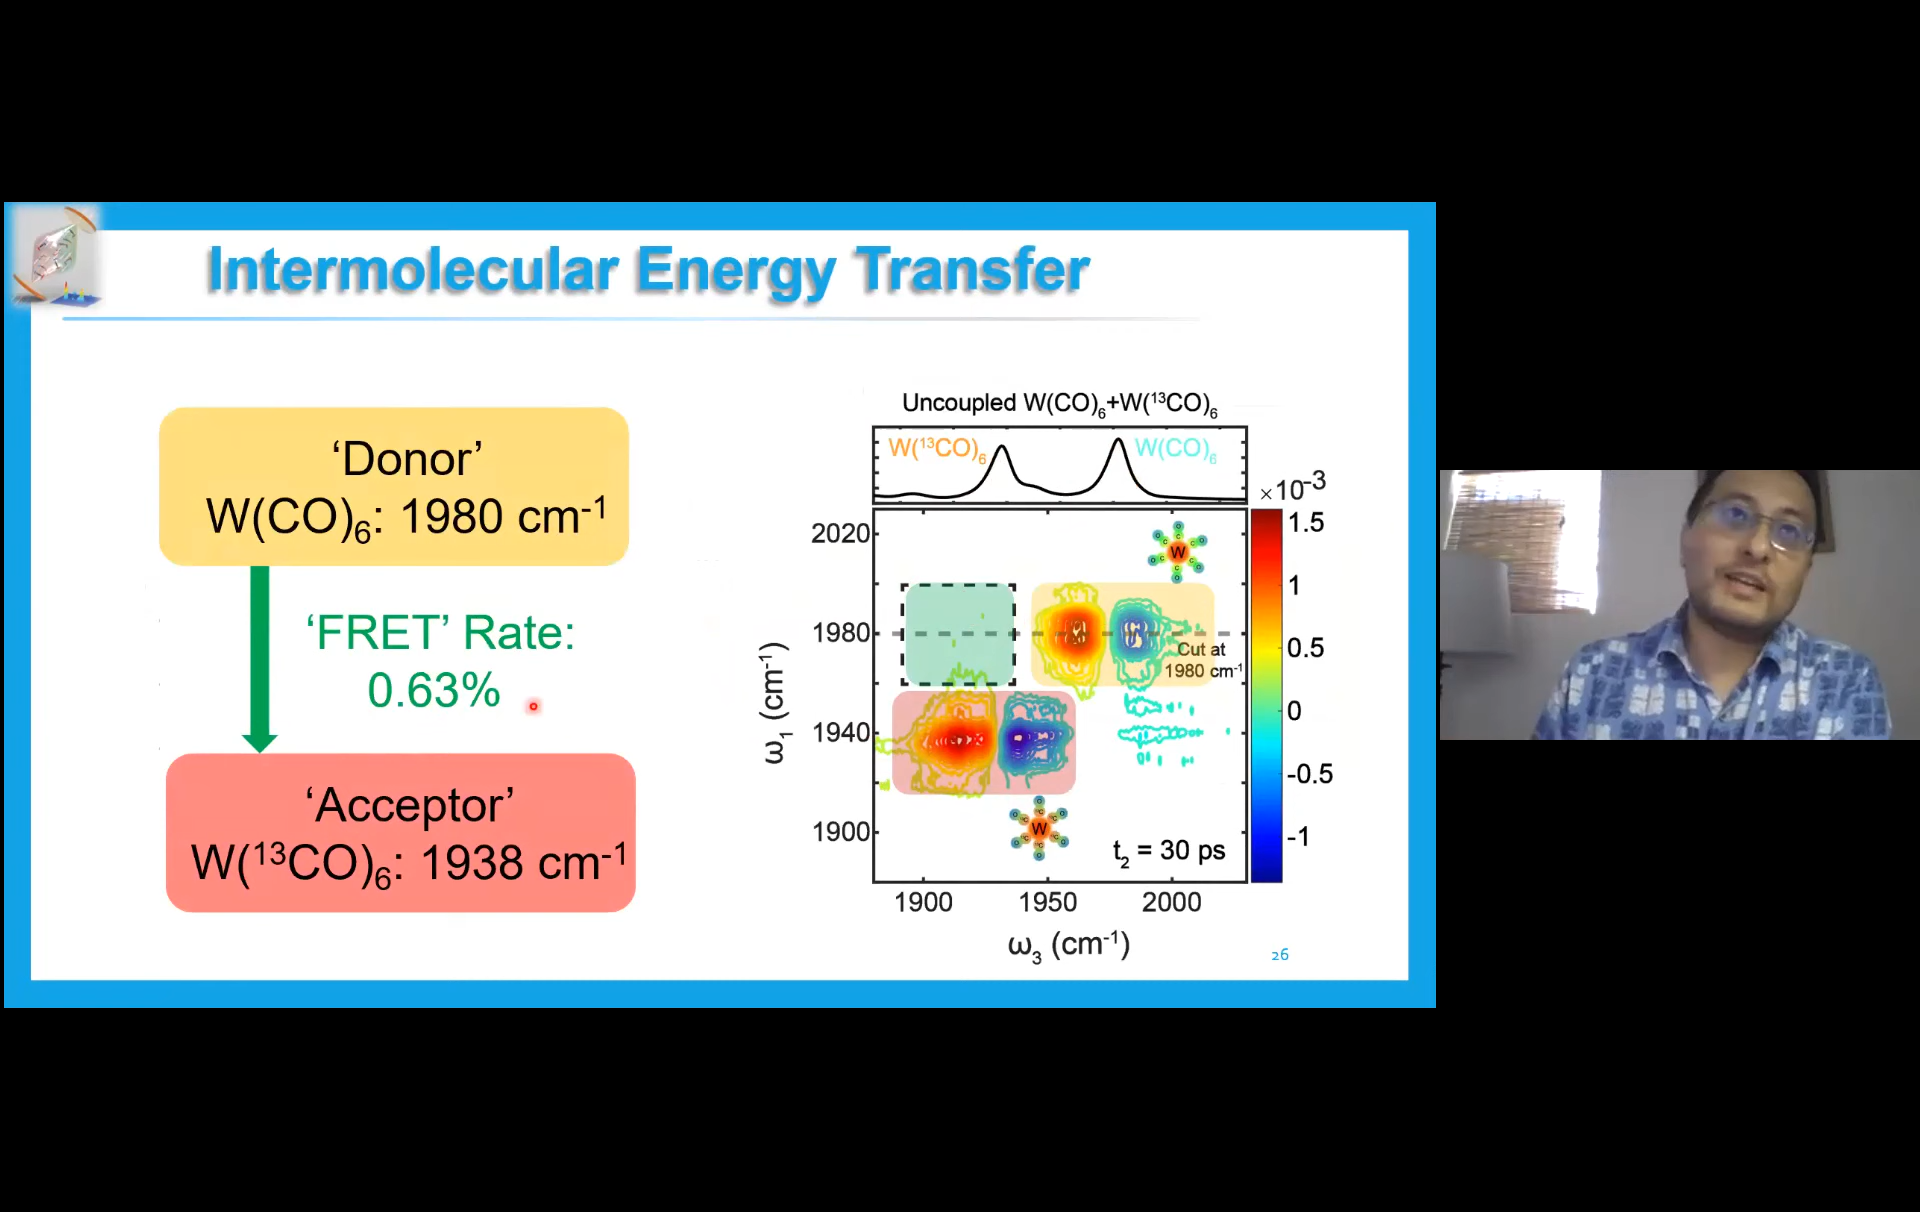 Intermolecular Energy Transfer
‘Donor’
W(CO)₆: 1980 cm⁻¹
‘FRET’ Rate:
0.63%
‘Acceptor’
W(¹³CO)₆: 1938 cm⁻¹
Uncoupled W(CO)₆+W(¹³CO)₆
W(¹³CO)₆
W(CO)₆
×10⁻³
2020
1980
1940
1900
ω₁ (cm⁻¹)
W
Cut at
1980 cm⁻¹
W
t₂ = 30 ps
1.5
1
0.5
0
-0.5
-1
1900
1950
2000
ω₃ (cm⁻¹)
26